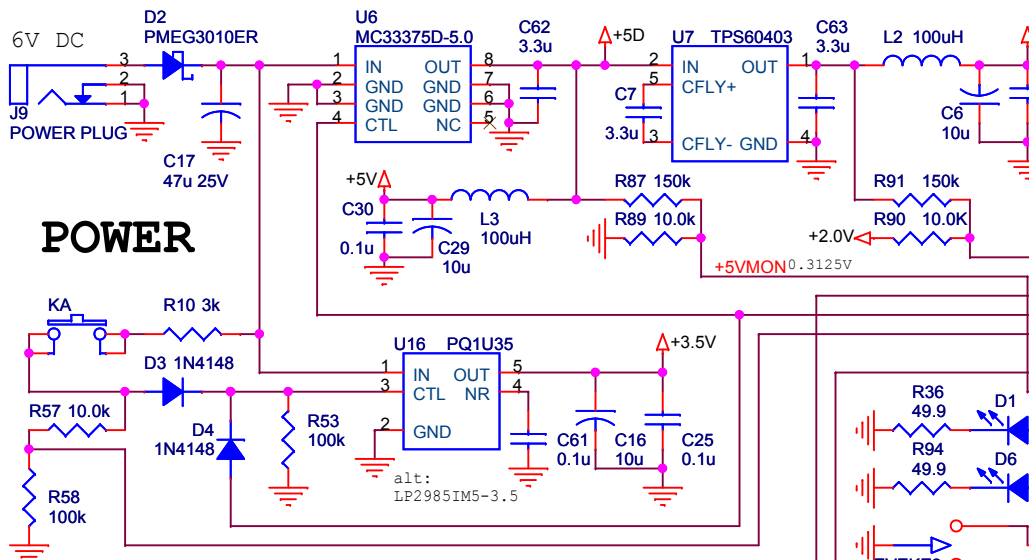 6V DC
D2
PMEG3010ER
3
2
1
J9
POWER PLUG
C17
47u 25V
U6
MC33375D-5.0
1 IN OUT 8
2 GND GND 7
3 GND GND 6
4 CTL NC 5
C62
3.3u
+5D
U7 TPS60403
2 IN OUT 1
5 CFLY+
3 CFLY- GND 4
C7
3.3u
C63
3.3u
L2 100uH
C6
10u
+5V
C30
0.1u
C29
10u
L3
100uH
R87 150k
R89 10.0k
+5VMON 0.3125V
R91 150k
R90 10.0K
+2.0V
POWER
KA
R10 3k
D3 1N4148
R57 10.0k
D4
1N4148
R53
100k
R58
100k
U16 PQ1U35
1 IN OUT 5
3 CTL NR 4
2 GND
alt:
LP2985IM5-3.5
+3.5V
C61
0.1u
C16
10u
C25
0.1u
R36
49.9
D1
R94
49.9
D6